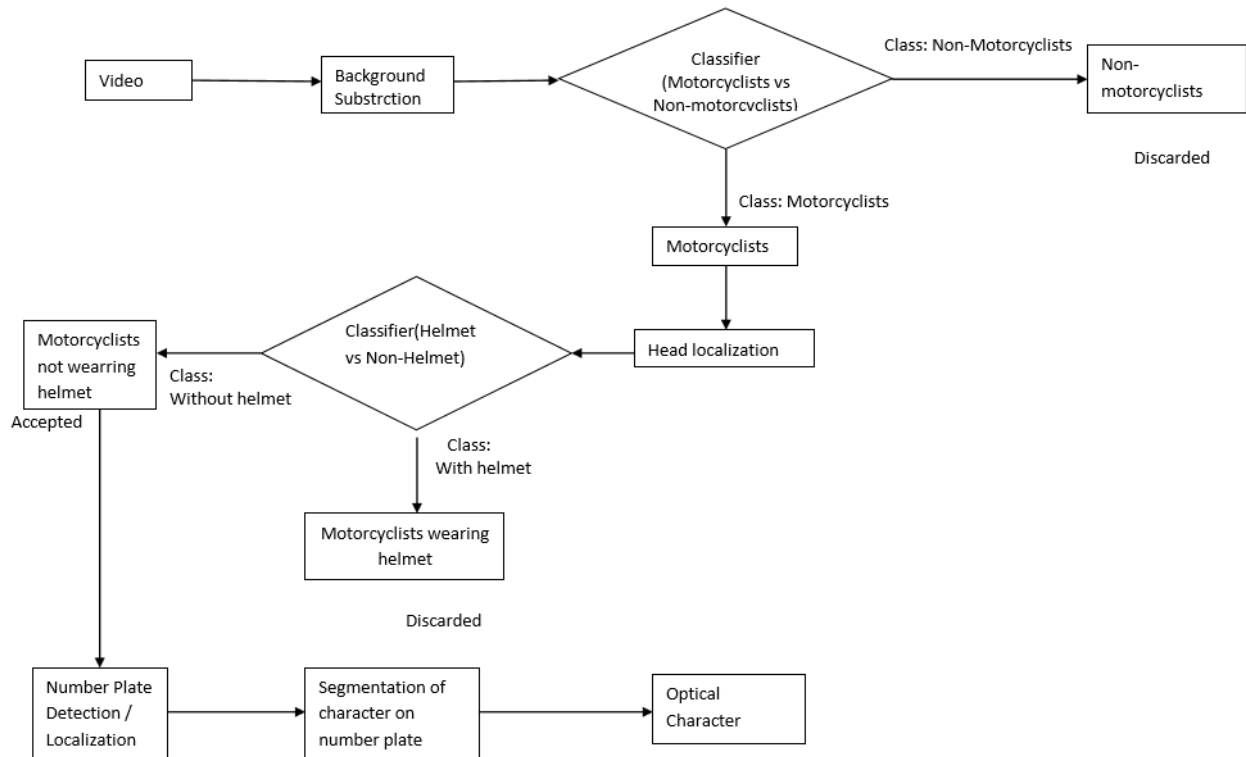 Video
Background
Substrction
Classifier
(Motorcyclists vs
Non-motorcyclists)
Class: Non-Motorcyclists
Non-
motorcyclists
Discarded
Class: Motorcyclists
Motorcyclists
Head localization
Classifier(Helmet
vs Non-Helmet)
Class:
Without helmet
Motorcyclists
not wearring
helmet
Accepted
Class:
With helmet
Motorcyclists wearing
helmet
Discarded
Number Plate
Detection /
Localization
Segmentation of
character on
number plate
Optical
Character